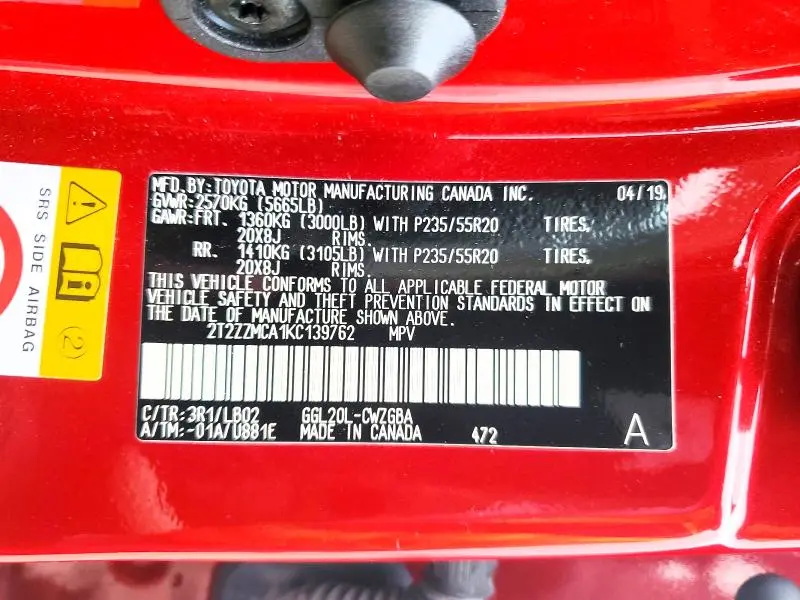 MFD.BY:TOYOTA MOTOR MANUFACTURING CANADA INC. 04/19
GVWR:2570KG (5665LB)
GAWR:FRT. 1360KG (3000LB) WITH P235/55R20 TIRES,
20X8J RIMS.
RR. 1410KG (3105LB) WITH P235/55R20 TIRES,
20X8J RIMS.
THIS VEHICLE CONFORMS TO ALL APPLICABLE FEDERAL MOTOR
VEHICLE SAFETY AND THEFT PREVENTION STANDARDS IN EFFECT ON
THE DATE OF MANUFACTURE SHOWN ABOVE.
2T2ZZMCA1KC139762 MPV
C/TR:3R1/LB02 GGL20L-CWZGBA
A/TM:-01A/U881E MADE IN CANADA 472 A
SRS SIDE AIRBAG
(2)